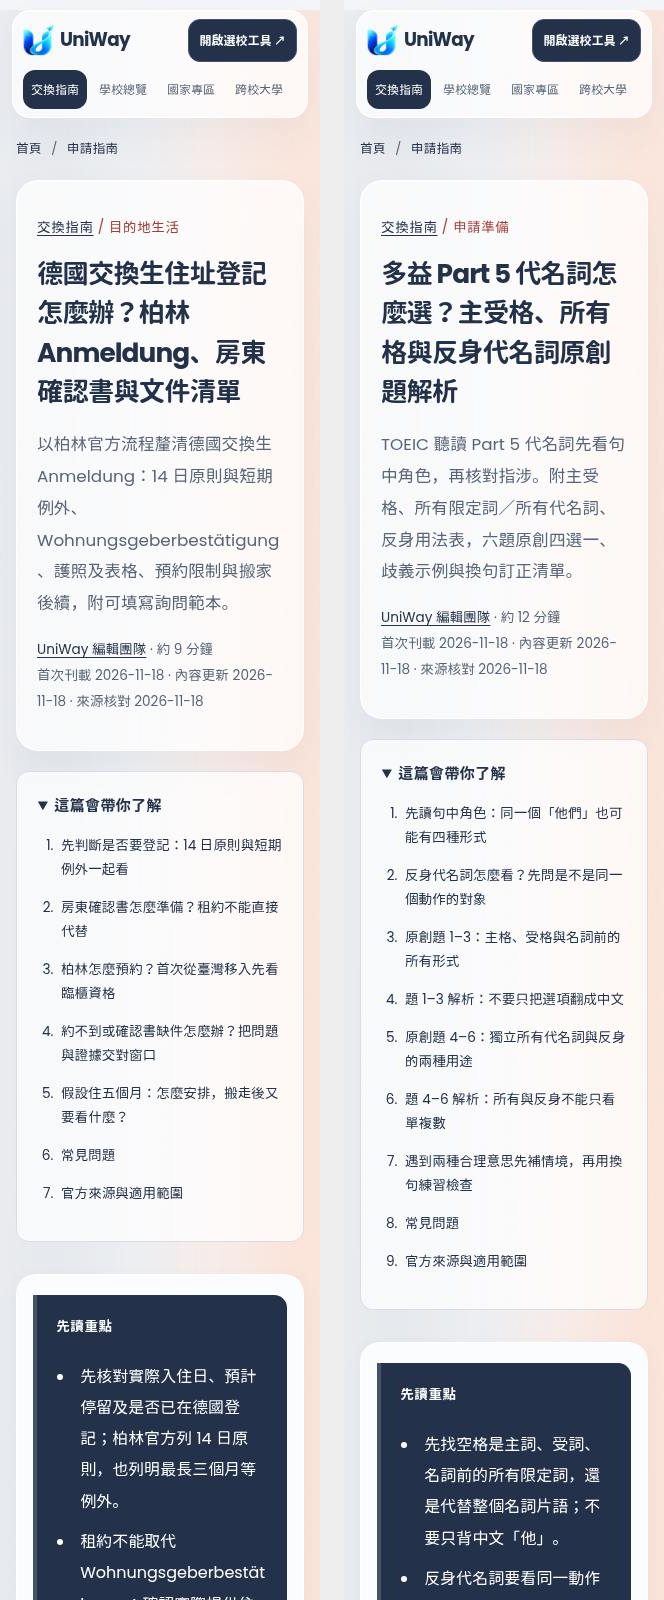 UniWay
開啟選校工具 ↗
交換指南 學校總覽 國家專區 跨校大學
首頁 / 申請指南
交換指南 / 目的地生活
德國交換生住址登記
怎麼辦？柏林
Anmeldung、房東
確認書與文件清單
以柏林官方流程釐清德國交換生
Anmeldung：14 日原則與短期
例外、
Wohnungsgeberbestätigung
、護照及表格、預約限制與搬家
後續，附可填寫詢問範本。
UniWay 編輯團隊 · 約 9 分鐘
首次刊載 2026-11-18 · 內容更新 2026-
11-18 · 來源核對 2026-11-18
▼ 這篇會帶你了解
1. 先判斷是否要登記：14 日原則與短期
例外一起看
2. 房東確認書怎麼準備？租約不能直接
代替
3. 柏林怎麼預約？首次從臺灣移入先看
臨櫃資格
4. 約不到或確認書缺件怎麼辦？把問題
與證據交對窗口
5. 假設住五個月：怎麼安排，搬走後又
要看什麼？
6. 常見問題
7. 官方來源與適用範圍
先讀重點
• 先核對實際入住日、預計
停留及是否已在德國登
記；柏林官方列 14 日原
則，也列明最長三個月等
例外。
• 租約不能取代
Wohnungsgeberbestät
UniWay
開啟選校工具 ↗
交換指南 學校總覽 國家專區 跨校大學
首頁 / 申請指南
交換指南 / 申請準備
多益 Part 5 代名詞怎
麼選？主受格、所有
格與反身代名詞原創
題解析
TOEIC 聽讀 Part 5 代名詞先看句
中角色，再核對指涉。附主受
格、所有限定詞／所有代名詞、
反身用法表，六題原創四選一、
歧義示例與換句訂正清單。
UniWay 編輯團隊 · 約 12 分鐘
首次刊載 2026-11-18 · 內容更新 2026-
11-18 · 來源核對 2026-11-18
▼ 這篇會帶你了解
1. 先讀句中角色：同一個「他們」也可
能有四種形式
2. 反身代名詞怎麼看？先問是不是同一
個動作的對象
3. 原創題 1–3：主格、受格與名詞前的
所有形式
4. 題 1–3 解析：不要只把選項翻成中文
5. 原創題 4–6：獨立所有代名詞與反身
的兩種用途
6. 題 4–6 解析：所有與反身不能只看
單複數
7. 遇到兩種合理意思先補情境，再用換
句練習檢查
8. 常見問題
9. 官方來源與適用範圍
先讀重點
• 先找空格是主詞、受詞、
名詞前的所有限定詞，還
是代替整個名詞片語；不
要只背中文「他」。
• 反身代名詞要看同一動作